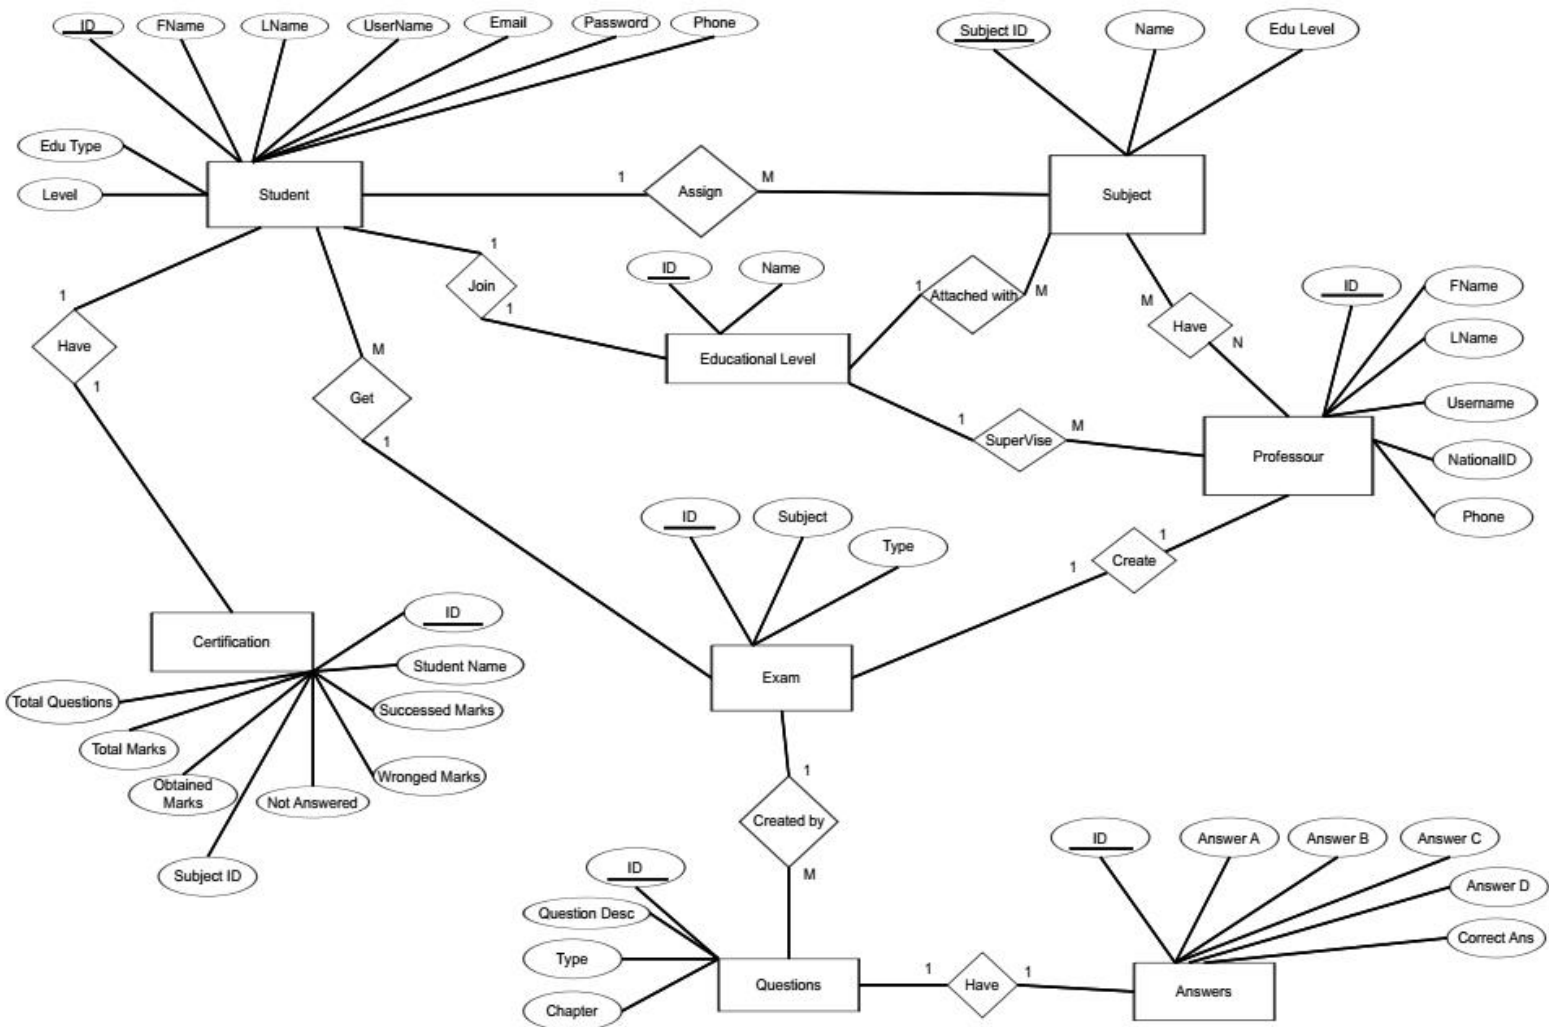 ID
FName
LName
UserName
Email
Password
Phone
Subject ID
Name
Edu Level
Edu Type
Level
Student
1
Assign
M
Subject
1
Join
1
ID
Name
1
Attached with
M
M
Have
N
ID
FName
LName
Username
NationalID
Phone
1
Have
1
M
Get
1
Educational Level
1
SuperVise
M
Professour
ID
Subject
Type
1
Create
1
Certification
ID
Student Name
Successed Marks
Wronged Marks
Not Answered
Obtained
Marks
Total Marks
Total Questions
Subject ID
Exam
1
Created by
M
ID
Question Desc
Type
Chapter
Questions
1
Have
1
Answers
ID
Answer A
Answer B
Answer C
Answer D
Correct Ans